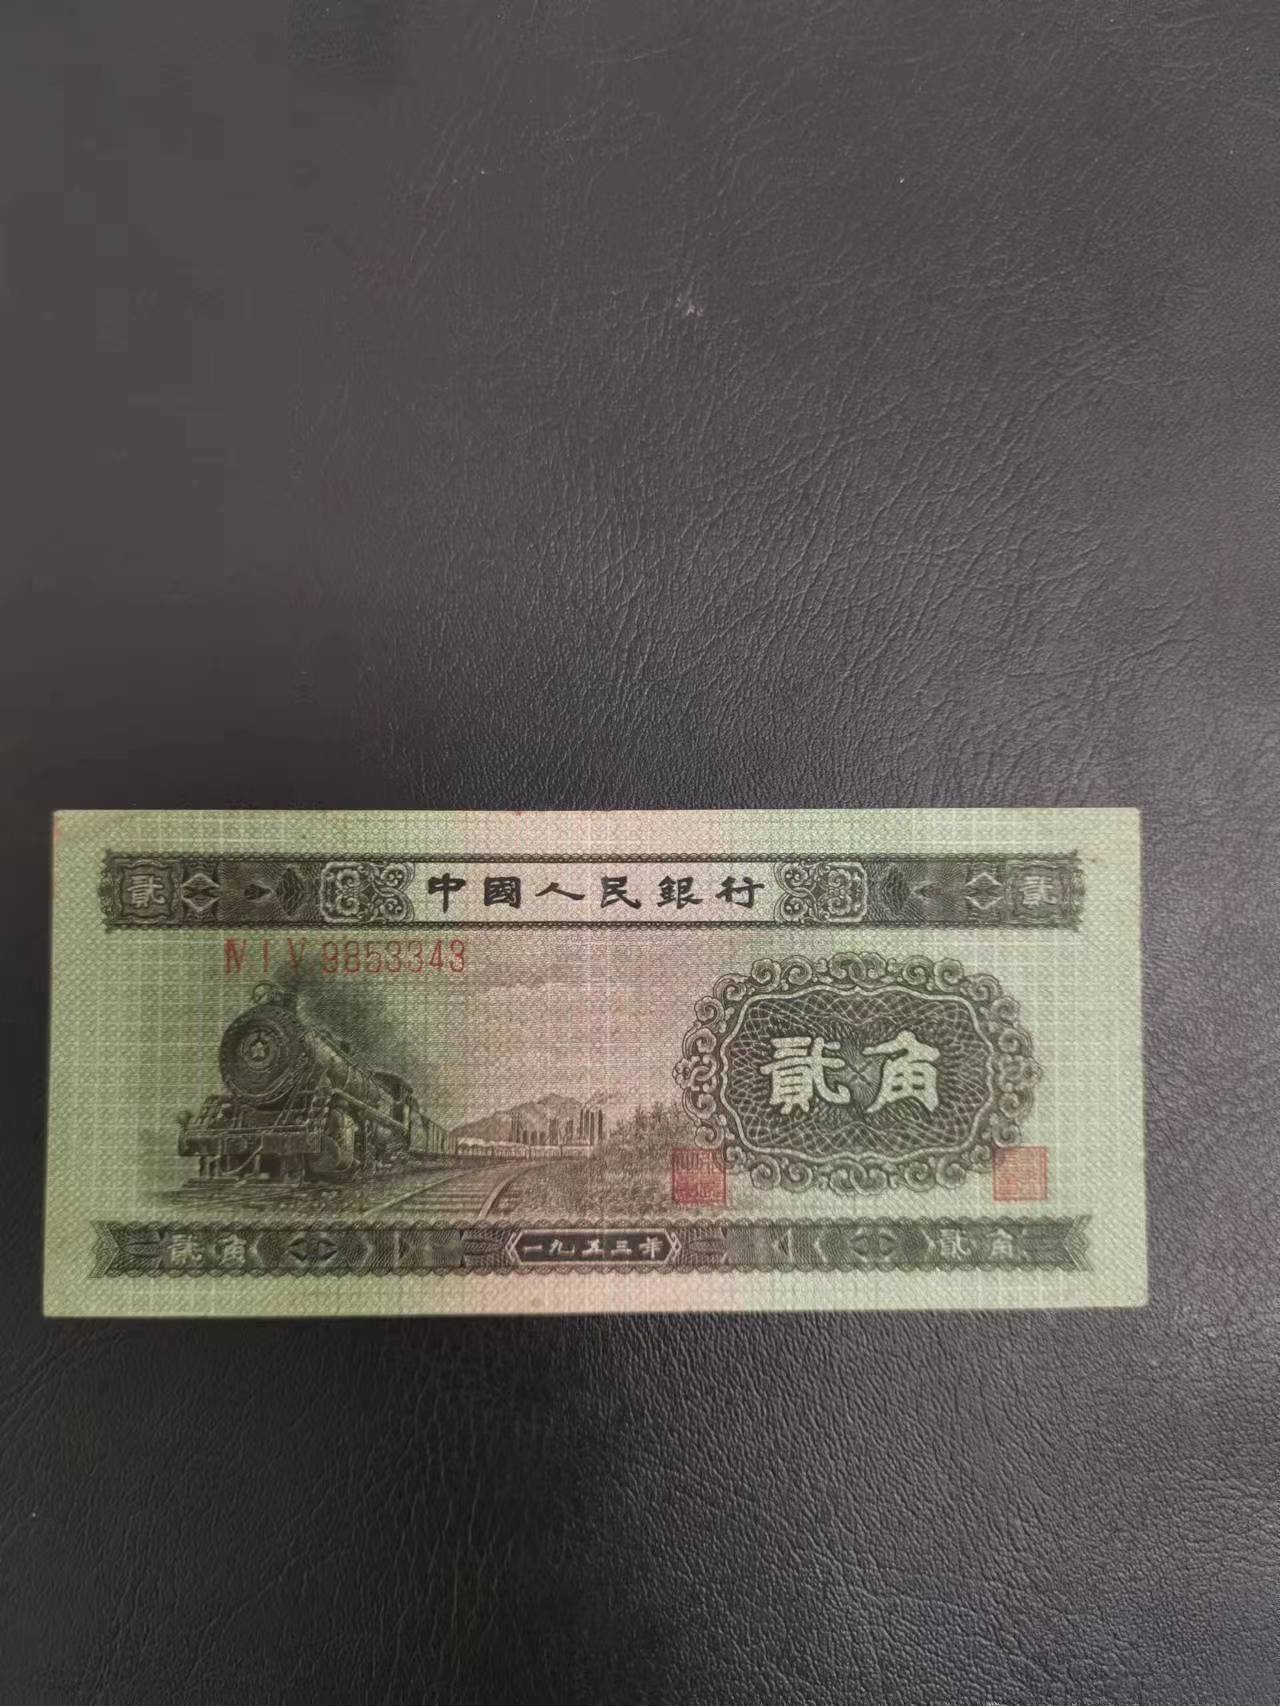 貳 中國人民銀行 貳
Ⅳ Ⅰ Ⅴ 9853343
貳角
貳角 一九五三年 貳角